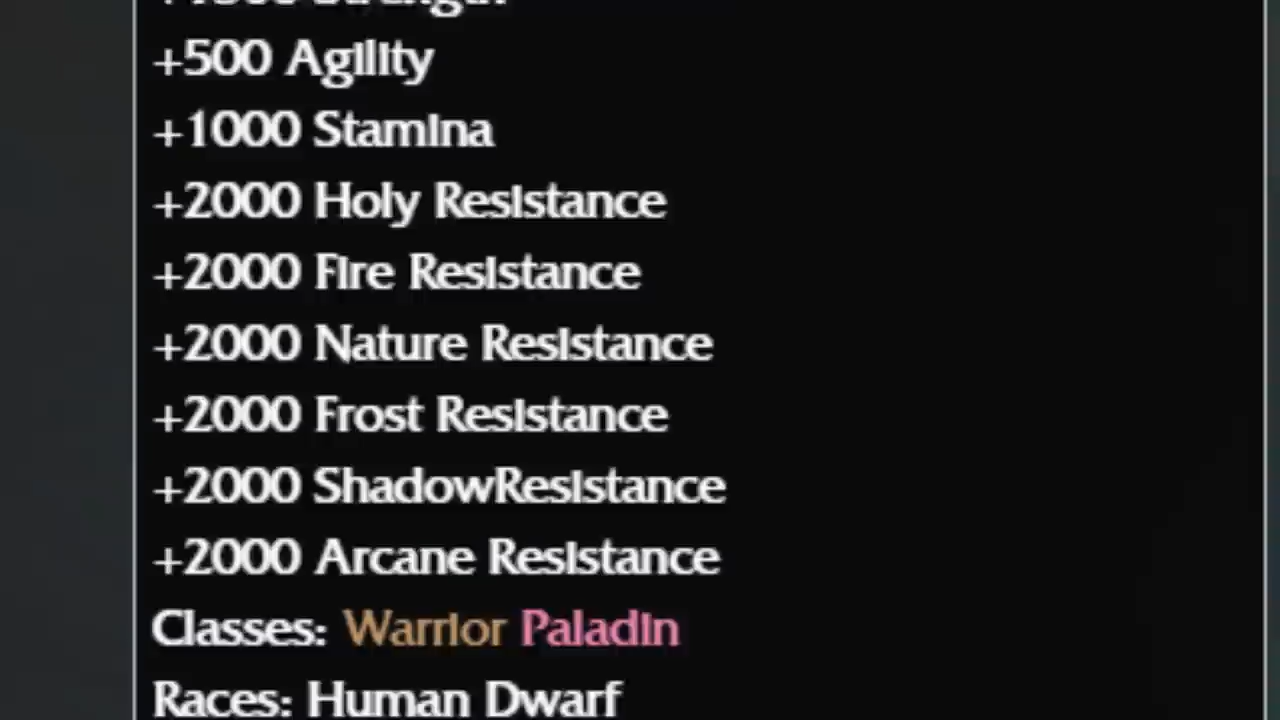 +500 Agility
+1000 Stamina
+2000 Holy Resistance
+2000 Fire Resistance
+2000 Nature Resistance
+2000 Frost Resistance
+2000 ShadowResistance
+2000 Arcane Resistance
Classes: Warrior Paladin
Races: Human Dwarf